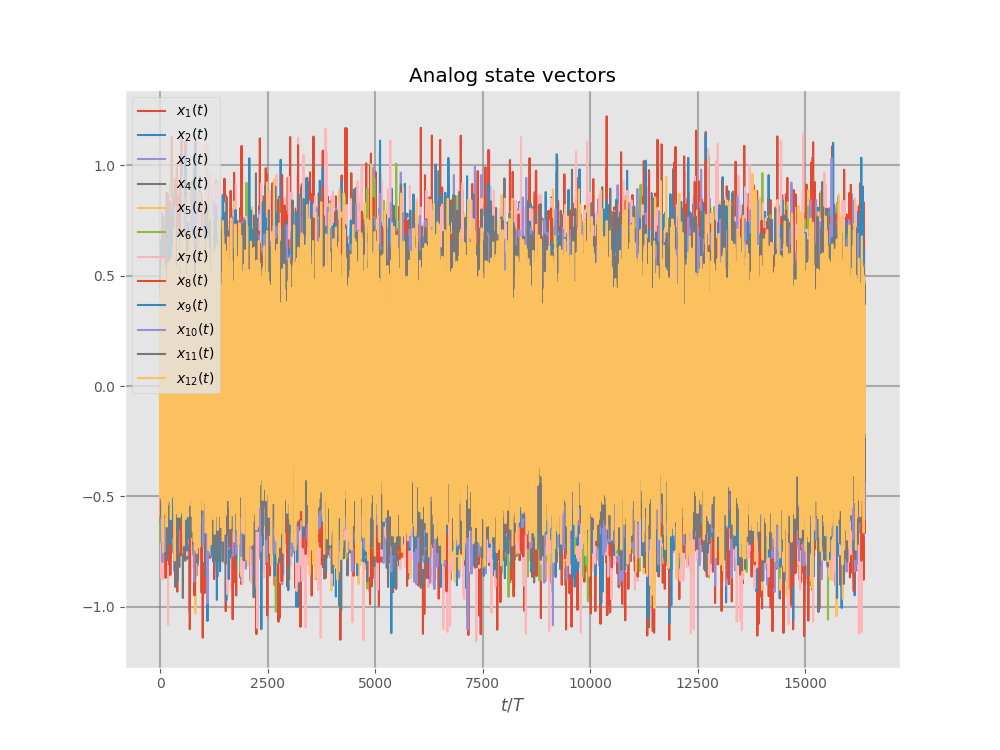 Analog state vectors
x₁(t)
x₂(t)
x₃(t)
x₄(t)
x₅(t)
x₆(t)
x₇(t)
x₈(t)
x₉(t)
x₁₀(t)
x₁₁(t)
x₁₂(t)
1.0
0.5
0.0
−0.5
−1.0
0 2500 5000 7500 10000 12500 15000
t/T